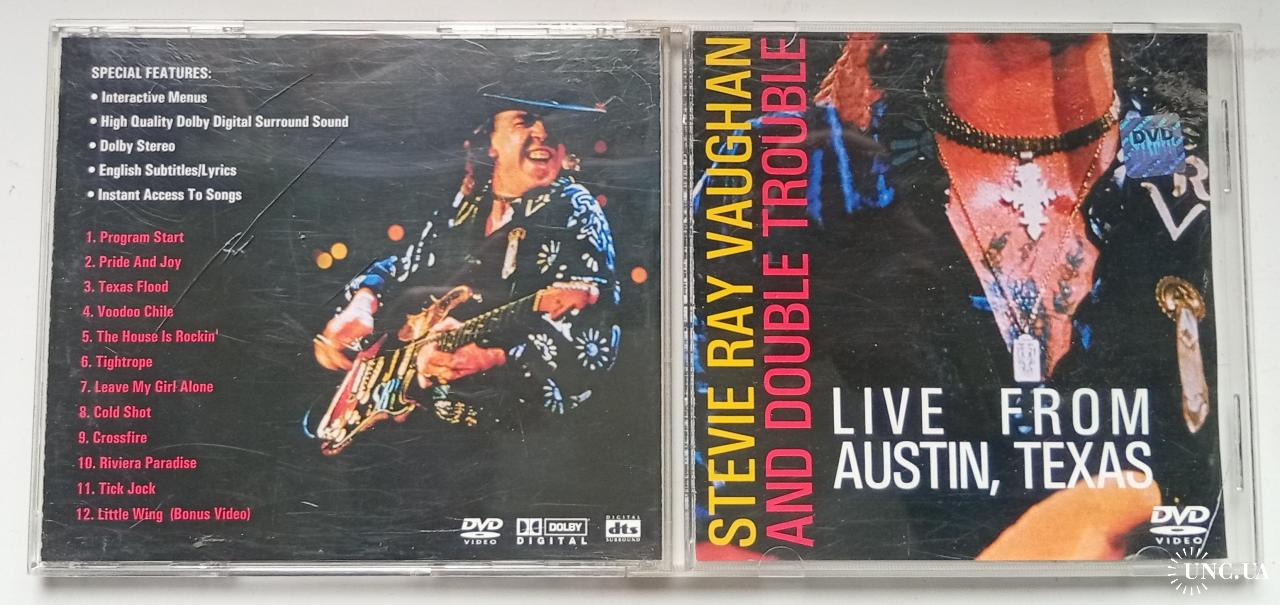 SPECIAL FEATURES:
• Interactive Menus
• High Quality Dolby Digital Surround Sound
• Dolby Stereo
• English Subtitles/Lyrics
• Instant Access To Songs
1. Program Start
2. Pride And Joy
3. Texas Flood
4. Voodoo Chile
5. The House Is Rockin'
6. Tightrope
7. Leave My Girl Alone
8. Cold Shot
9. Crossfire
10. Riviera Paradise
11. Tick Jock
12. Little Wing (Bonus Video)
DVD
VIDEO
DOLBY
DIGITAL
DIGITAL
dts
SURROUND
STEVIE RAY VAUGHAN
AND DOUBLE TROUBLE
DVD
LIVE FROM
AUSTIN, TEXAS
DVD
VIDEO
UNC.UA